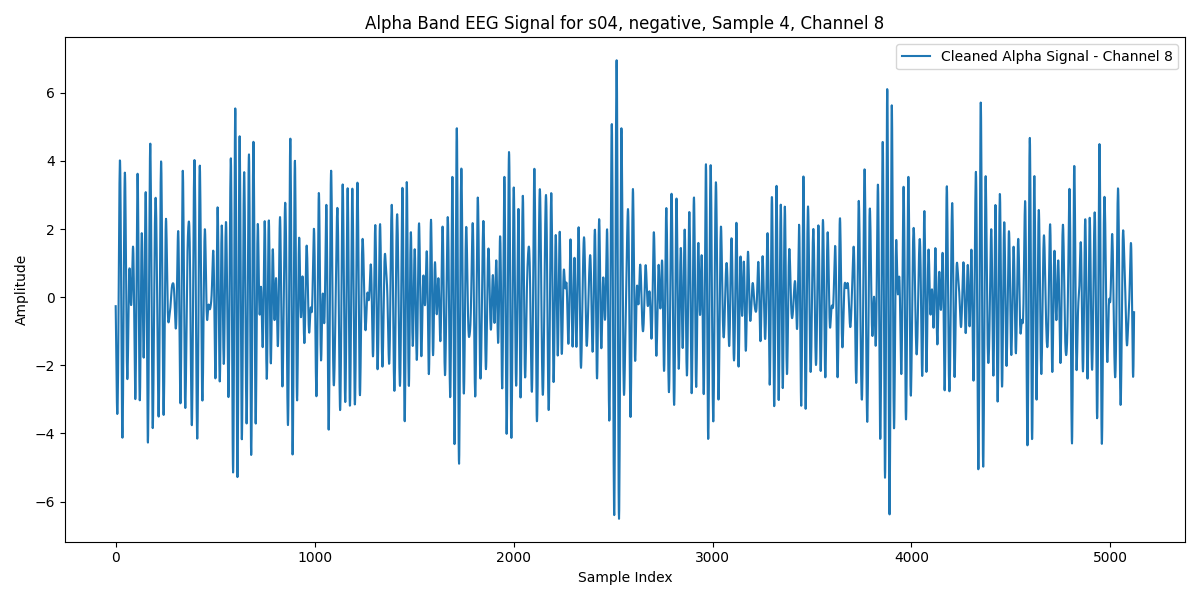 Alpha Band EEG Signal for s04, negative, Sample 4, Channel 8
Cleaned Alpha Signal - Channel 8
Amplitude
6
4
2
0
−2
−4
−6
0 1000 2000 3000 4000 5000
Sample Index